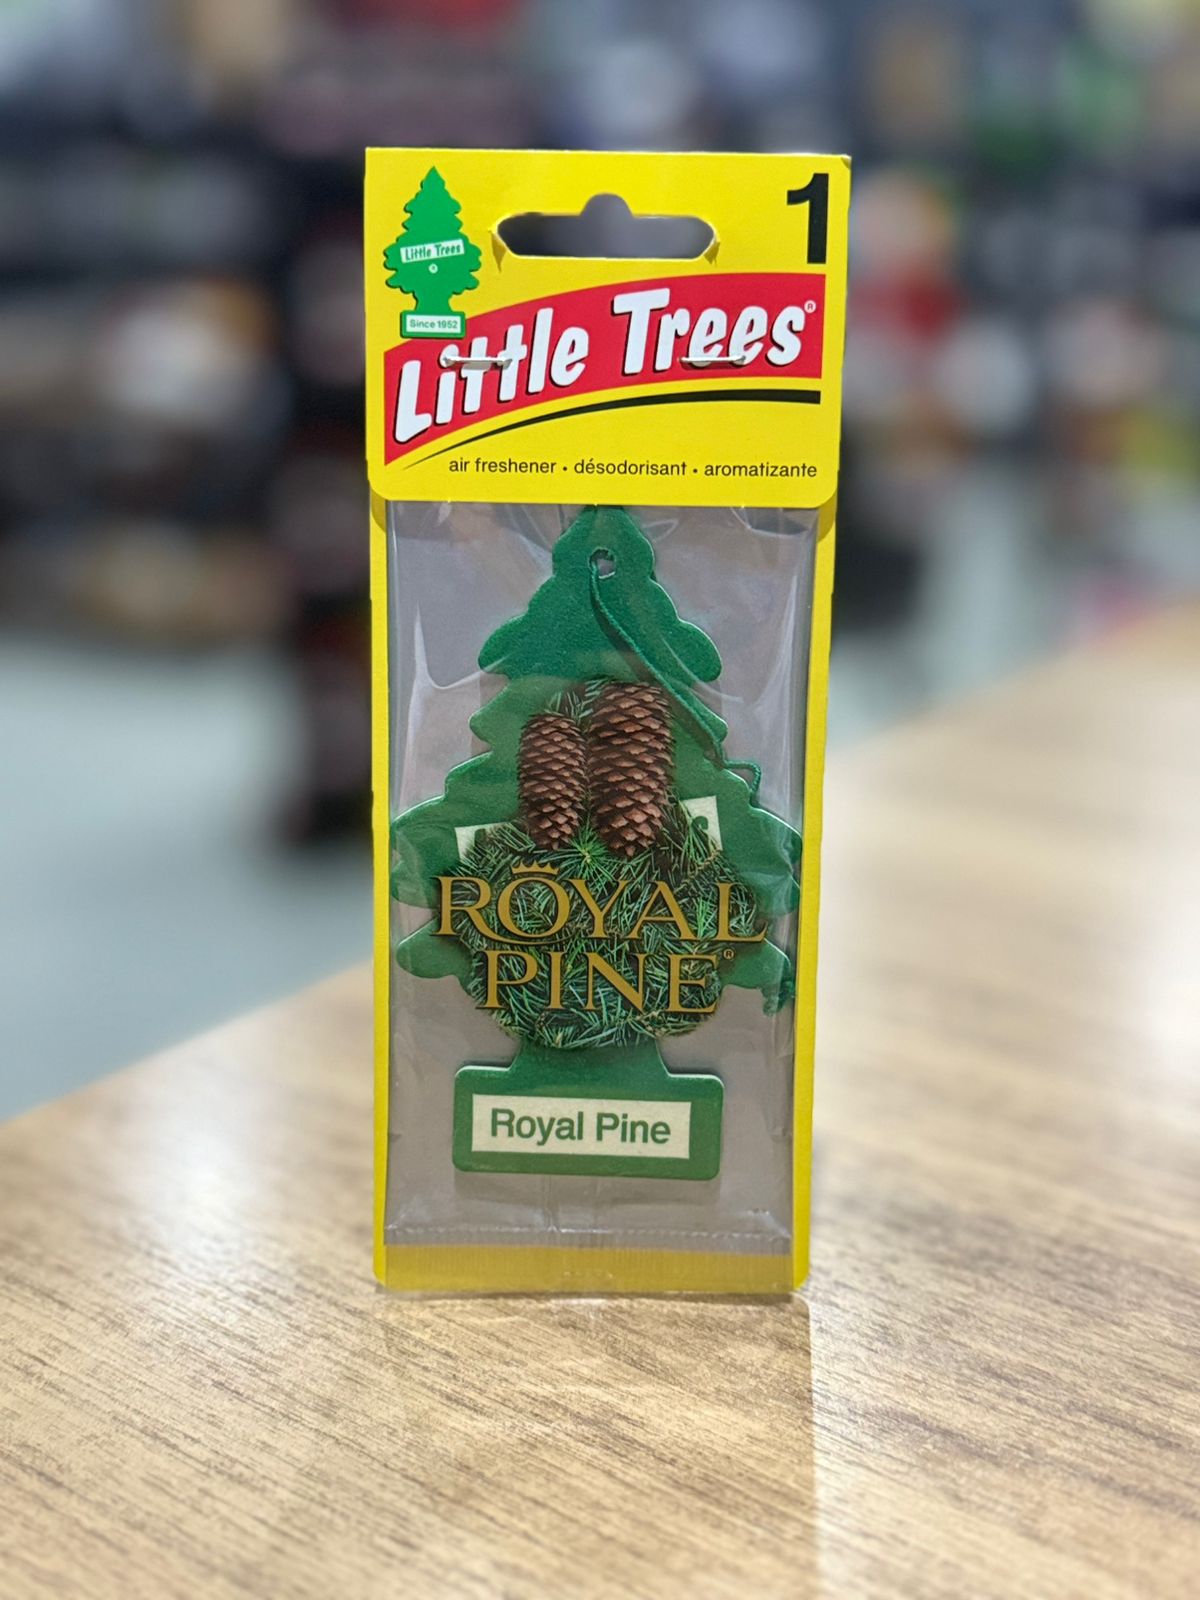 1
Little Trees
®
Since 1952
Little Trees®
air freshener • désodorisant • aromatizante
ROYAL
PINE®
Royal Pine